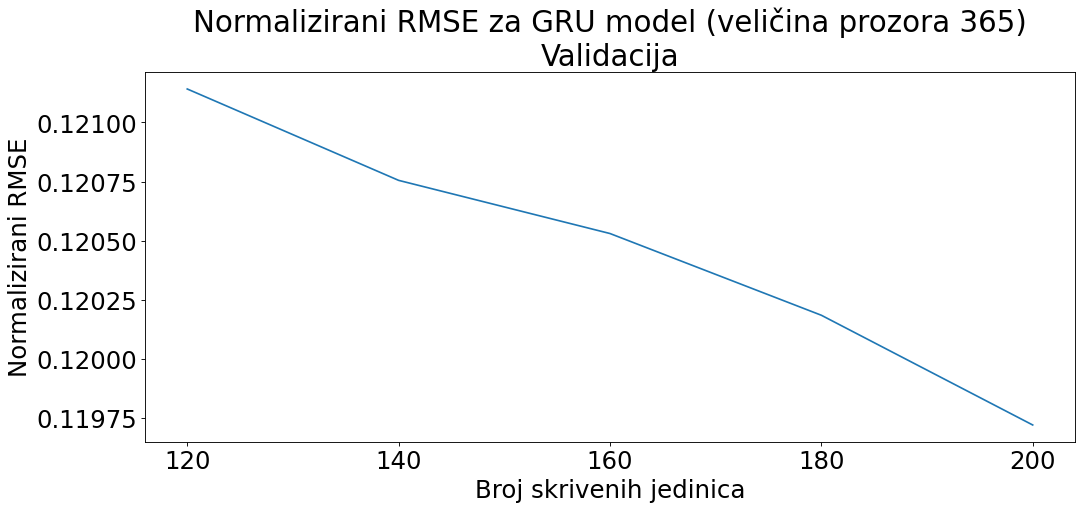 Normalizirani RMSE za GRU model (veličina prozora 365)
Validacija
Normalizirani RMSE
0.12100
0.12075
0.12050
0.12025
0.12000
0.11975
120 140 160 180 200
Broj skrivenih jedinica